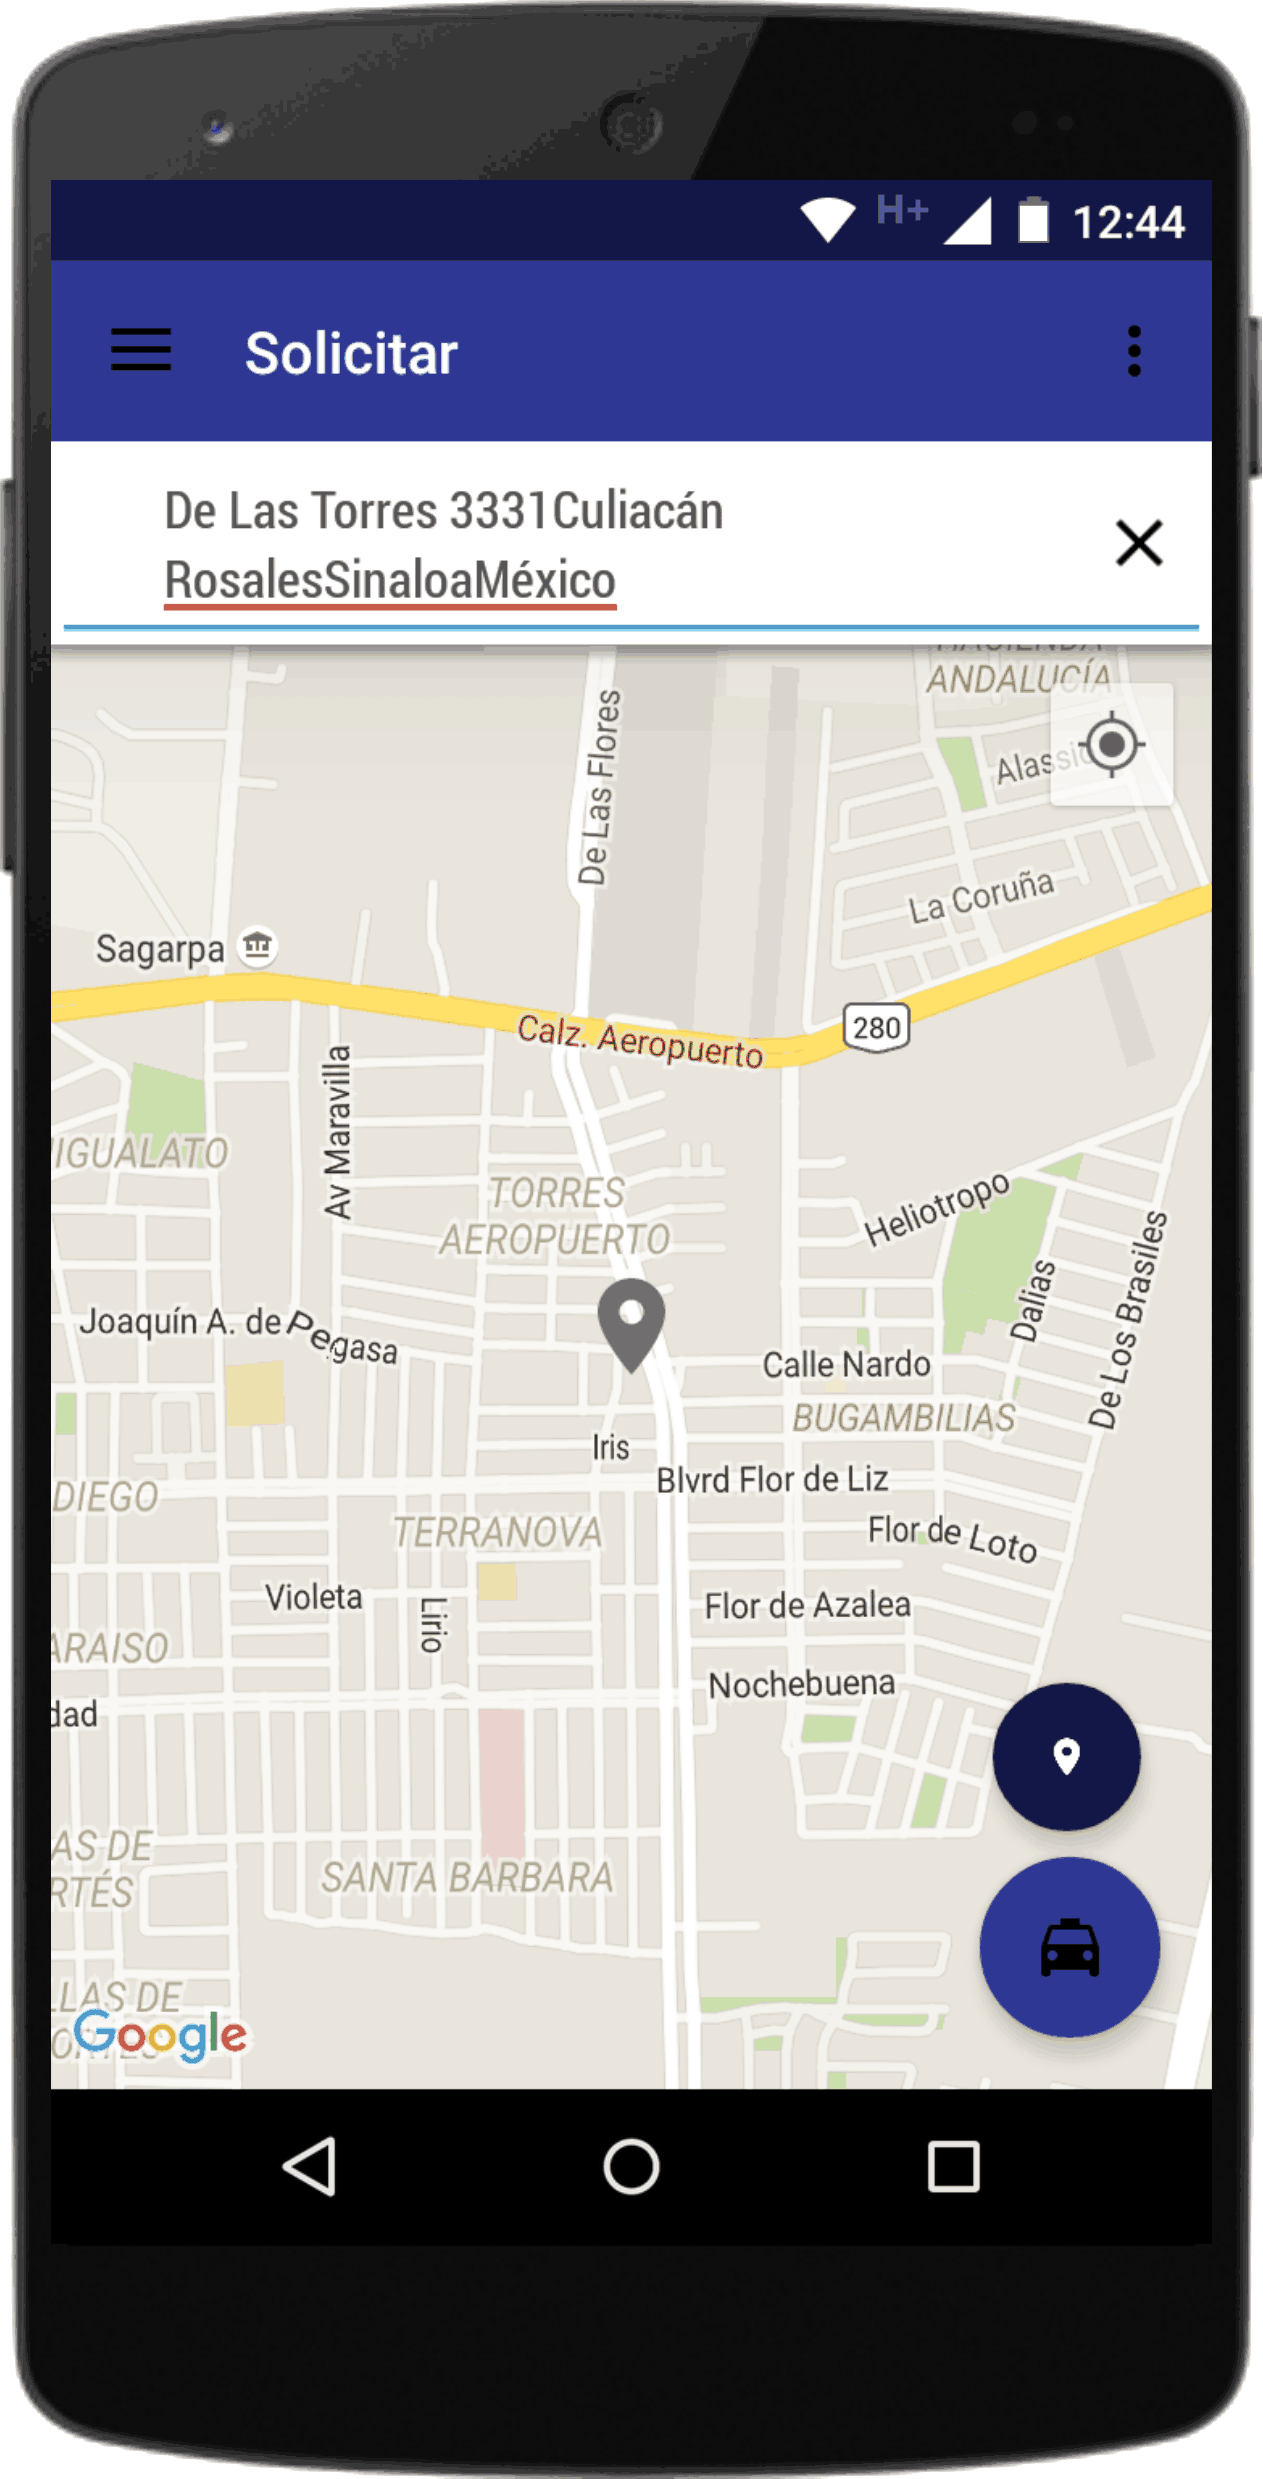 H+ 12:44
Solicitar
De Las Torres 3331Culiacán
RosalesSinaloaMéxico
HACIENDA
ANDALUCÍA
De Las Flores
Alassio
La Coruña
Sagarpa
Calz. Aeropuerto
280
Av Maravilla
IGUALATO
TORRES
AEROPUERTO
Heliotropo
De Los Brasiles
Dalias
Joaquín A. de
Pegasa
Calle Nardo
BUGAMBILIAS
Iris
Blvrd Flor de Liz
DIEGO
TERRANOVA
Flor de Loto
Violeta
Lirio
Flor de Azalea
ARAISO
Nochebuena
dad
AS DE
RTÉS
SANTA BARBARA
LLAS DE
Google